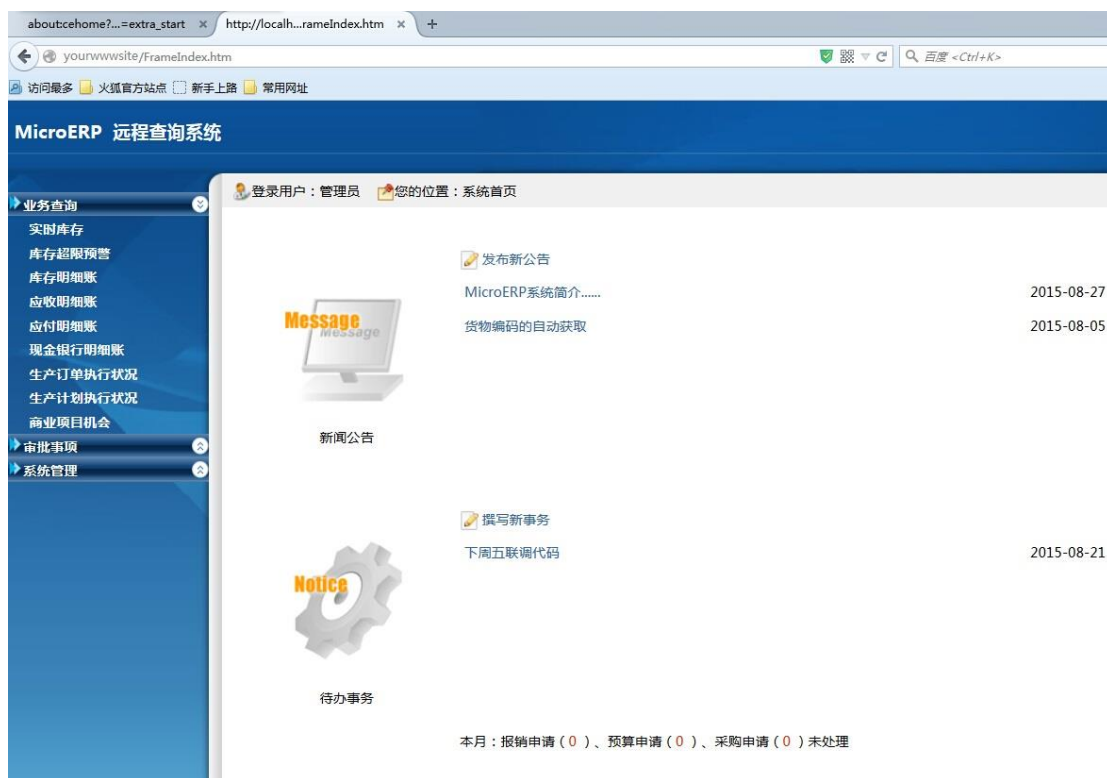 about:cehome?...=extra_start × http://localh...rameIndex.htm × +
yourwwwsite/FrameIndex.htm 百度 <Ctrl+K>
访问最多 火狐官方站点 新手上路 常用网址
MicroERP 远程查询系统
登录用户：管理员 您的位置：系统首页
业务查询
实时库存
库存超限预警
库存明细账
应收明细账
应付明细账
现金银行明细账
生产订单执行状况
生产计划执行状况
商业项目机会
审批事项
系统管理
发布新公告
MicroERP系统简介...... 2015-08-27
货物编码的自动获取 2015-08-05
Message
Message
新闻公告
撰写新事务
下周五联调代码 2015-08-21
Notice
待办事务
本月：报销申请（0）、预算申请（0）、采购申请（0）未处理